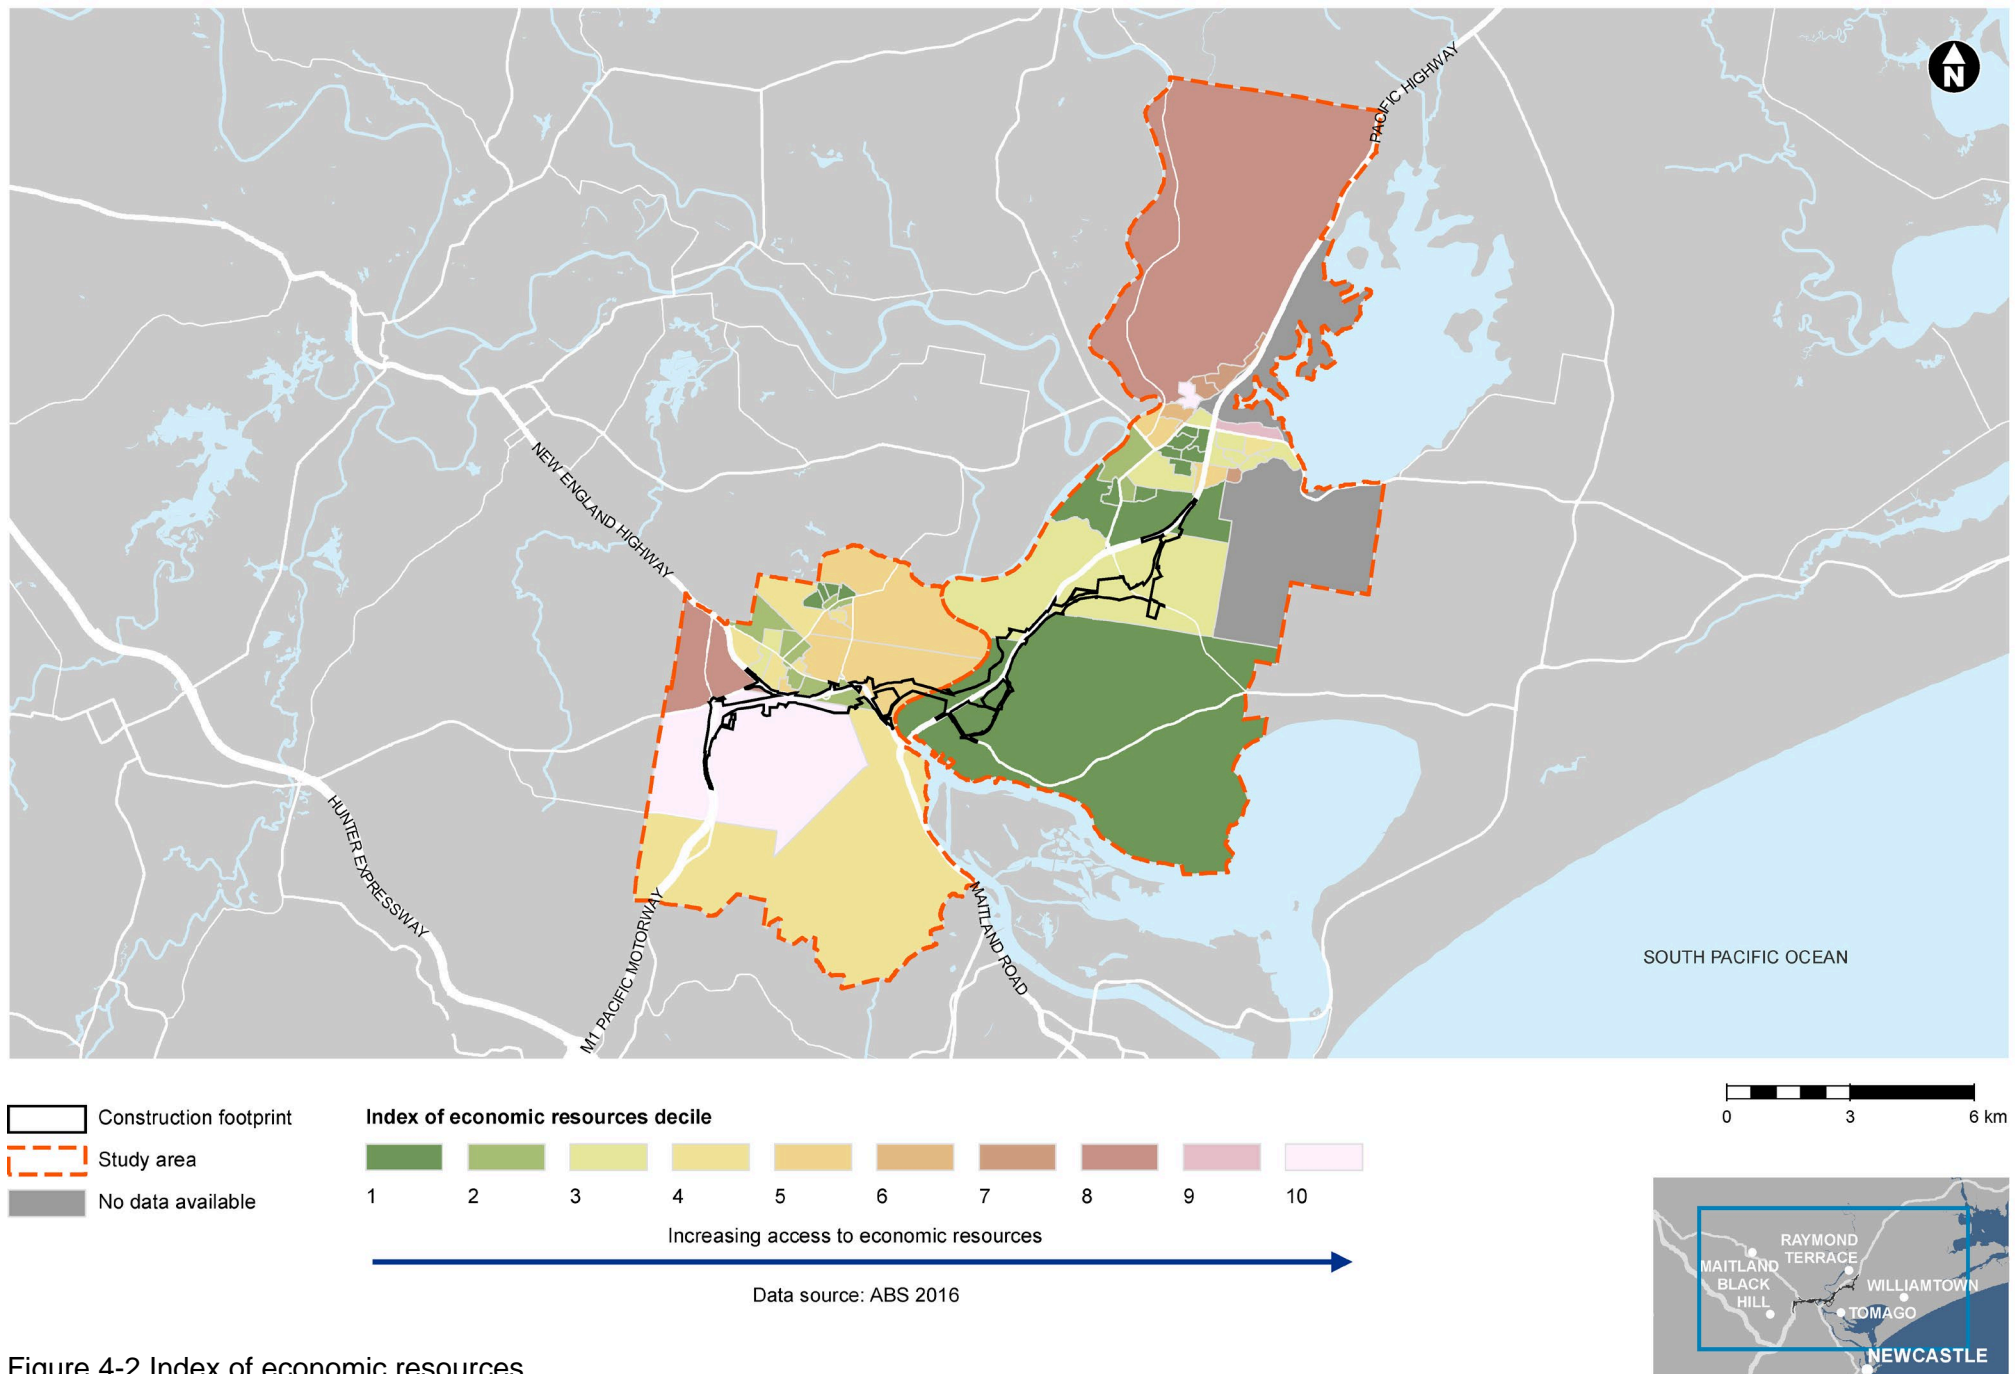 N
PACIFIC HIGHWAY
NEW ENGLAND HIGHWAY
HUNTER EXPRESSWAY
M1 PACIFIC MOTORWAY
MAITLAND ROAD
SOUTH PACIFIC OCEAN
Construction footprint
Study area
No data available
Index of economic resources decile
1 2 3 4 5 6 7 8 9 10
Increasing access to economic resources
Data source: ABS 2016
0 3 6 km
RAYMOND
TERRACE
MAITLAND
BLACK
HILL
WILLIAMTOWN
TOMAGO
NEWCASTLE
Figure 4-2 Index of economic resources